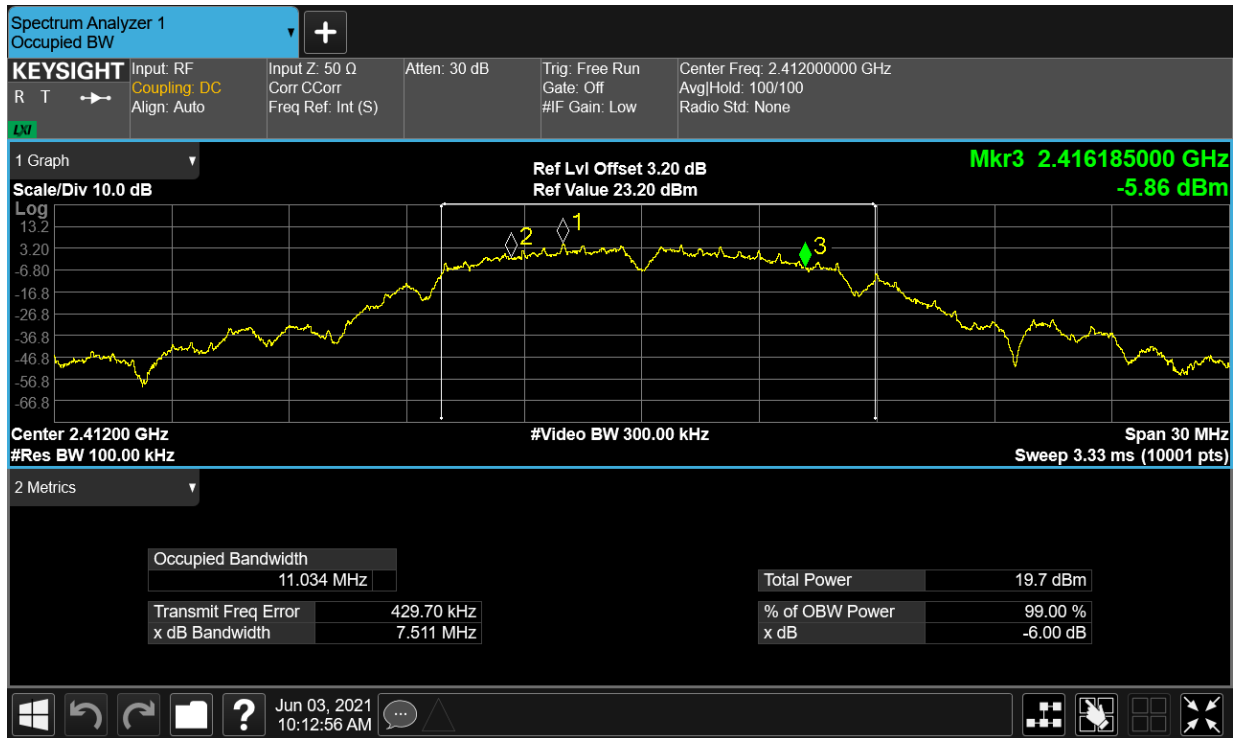 Spectrum Analyzer 1
Occupied BW
KEYSIGHT
R T
LXI
Input: RF
Coupling: DC
Align: Auto
Input Z: 50 Ω
Corr CCorr
Freq Ref: Int (S)
Atten: 30 dB
Trig: Free Run
Gate: Off
#IF Gain: Low
Center Freq: 2.412000000 GHz
Avg|Hold: 100/100
Radio Std: None
1 Graph
Scale/Div 10.0 dB
Ref Lvl Offset 3.20 dB
Ref Value 23.20 dBm
Mkr3 2.416185000 GHz
-5.86 dBm
Log
13.2
3.20
-6.80
-16.8
-26.8
-36.8
-46.8
-56.8
-66.8
2
1
3
Center 2.41200 GHz
#Res BW 100.00 kHz
#Video BW 300.00 kHz
Span 30 MHz
Sweep 3.33 ms (10001 pts)
2 Metrics
Occupied Bandwidth
11.034 MHz
Transmit Freq Error 429.70 kHz
x dB Bandwidth 7.511 MHz
Total Power 19.7 dBm
% of OBW Power 99.00 %
x dB -6.00 dB
?
Jun 03, 2021
10:12:56 AM